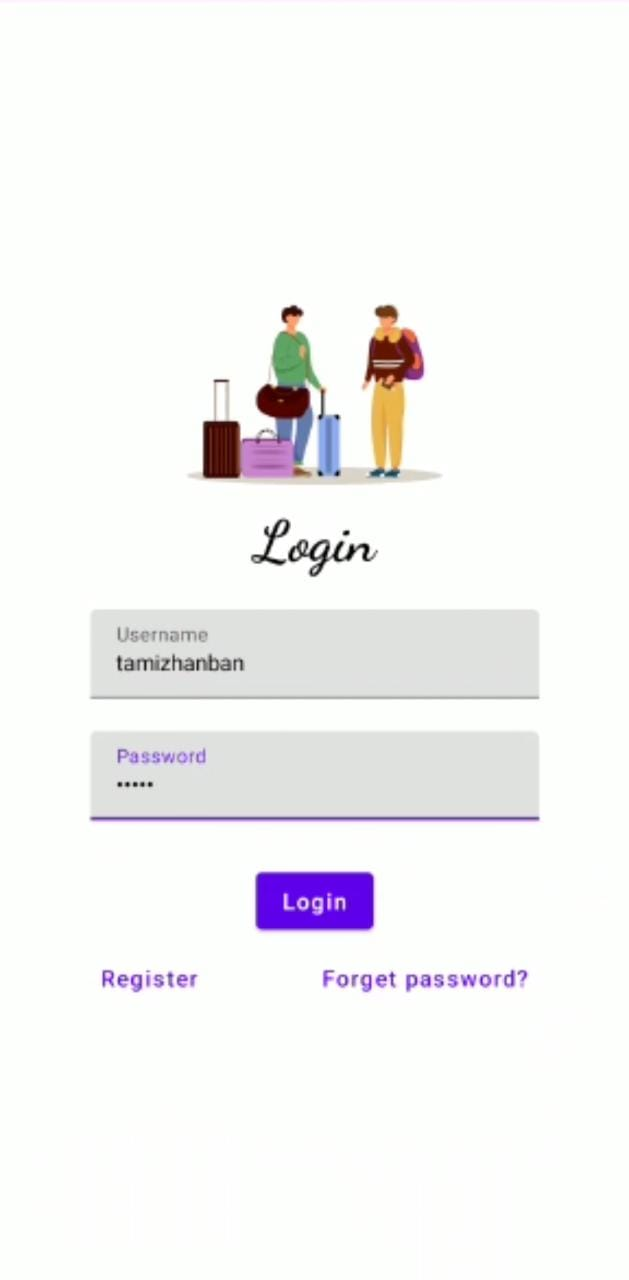 Login
Username
tamizhanban
Password
•••••
Login
Register Forget password?